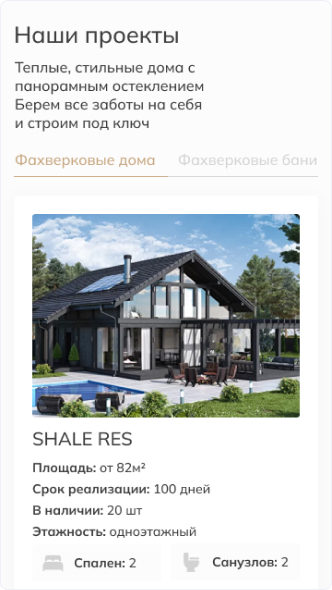 Наши проекты
Теплые, стильные дома с
панорамным остеклением
Берем все заботы на себя
и строим под ключ
Фахверковые дома Фахверковые бани
SHALE RES
Площадь: от 82м²
Срок реализации: 100 дней
В наличии: 20 шт
Этажность: одноэтажный
Спален: 2 Санузлов: 2